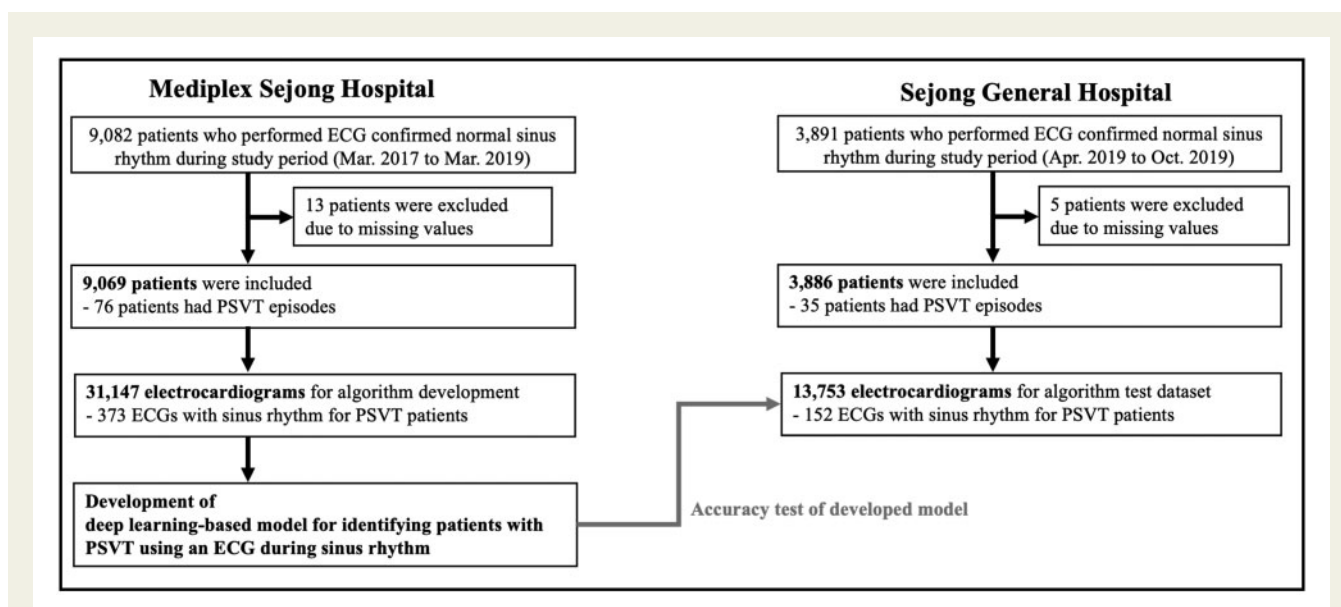 Mediplex Sejong Hospital
9,082 patients who performed ECG confirmed normal sinus
rhythm during study period (Mar. 2017 to Mar. 2019)
13 patients were excluded
due to missing values
9,069 patients were included
- 76 patients had PSVT episodes
31,147 electrocardiograms for algorithm development
- 373 ECGs with sinus rhythm for PSVT patients
Development of
deep learning-based model for identifying patients with
PSVT using an ECG during sinus rhythm
Accuracy test of developed model
Sejong General Hospital
3,891 patients who performed ECG confirmed normal sinus
rhythm during study period (Apr. 2019 to Oct. 2019)
5 patients were excluded
due to missing values
3,886 patients were included
- 35 patients had PSVT episodes
13,753 electrocardiograms for algorithm test dataset
- 152 ECGs with sinus rhythm for PSVT patients